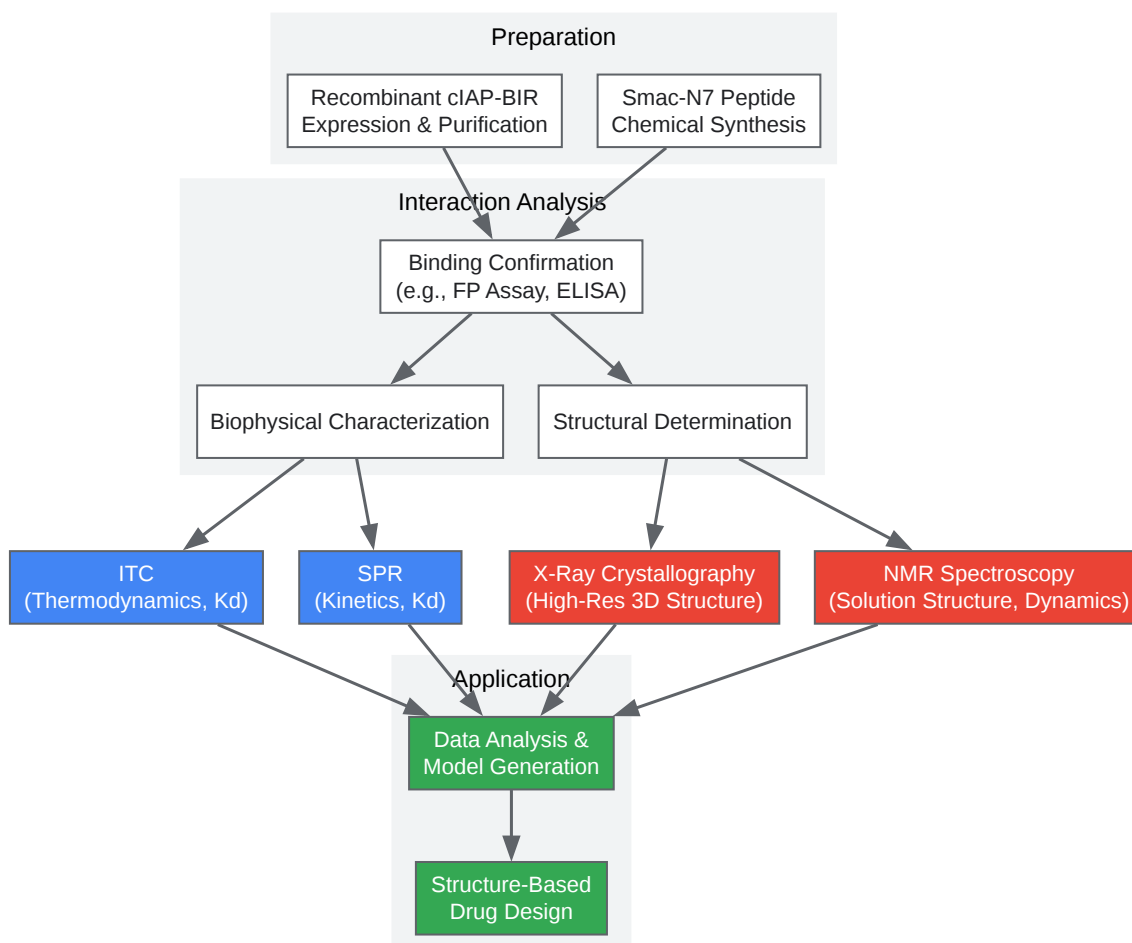 Preparation
Recombinant cIAP-BIR
Expression & Purification
Smac-N7 Peptide
Chemical Synthesis
Interaction Analysis
Binding Confirmation
(e.g., FP Assay, ELISA)
Biophysical Characterization
Structural Determination
ITC
(Thermodynamics, Kd)
SPR
(Kinetics, Kd)
X-Ray Crystallography
(High-Res 3D Structure)
NMR Spectroscopy
(Solution Structure, Dynamics)
Application
Data Analysis &
Model Generation
Structure-Based
Drug Design